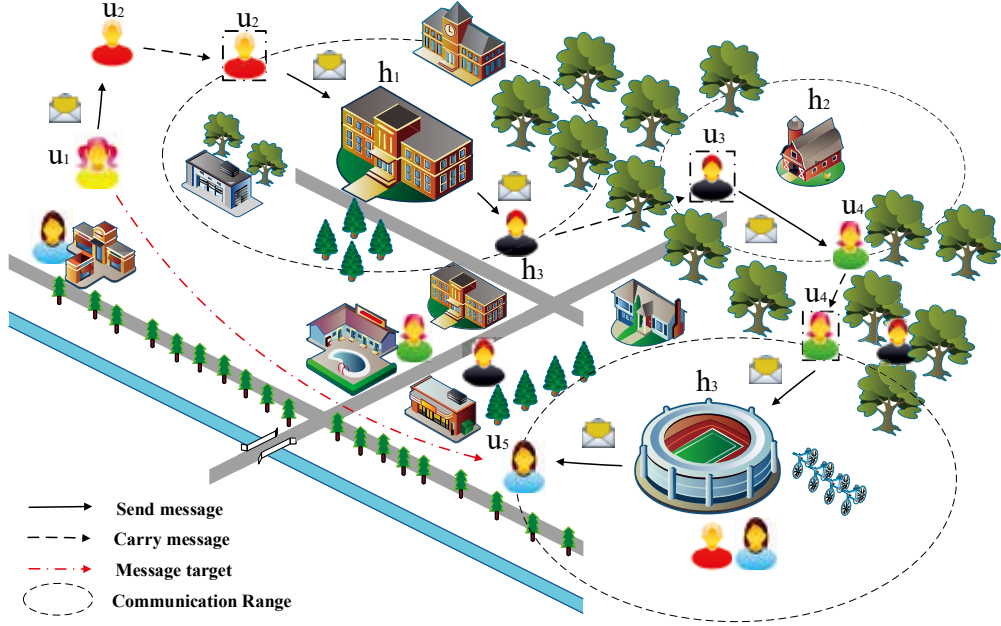 u2
u2
h1
h2
u1
u3
u4
h3
u4
h3
u5
Send message
Carry message
Message target
Communication Range